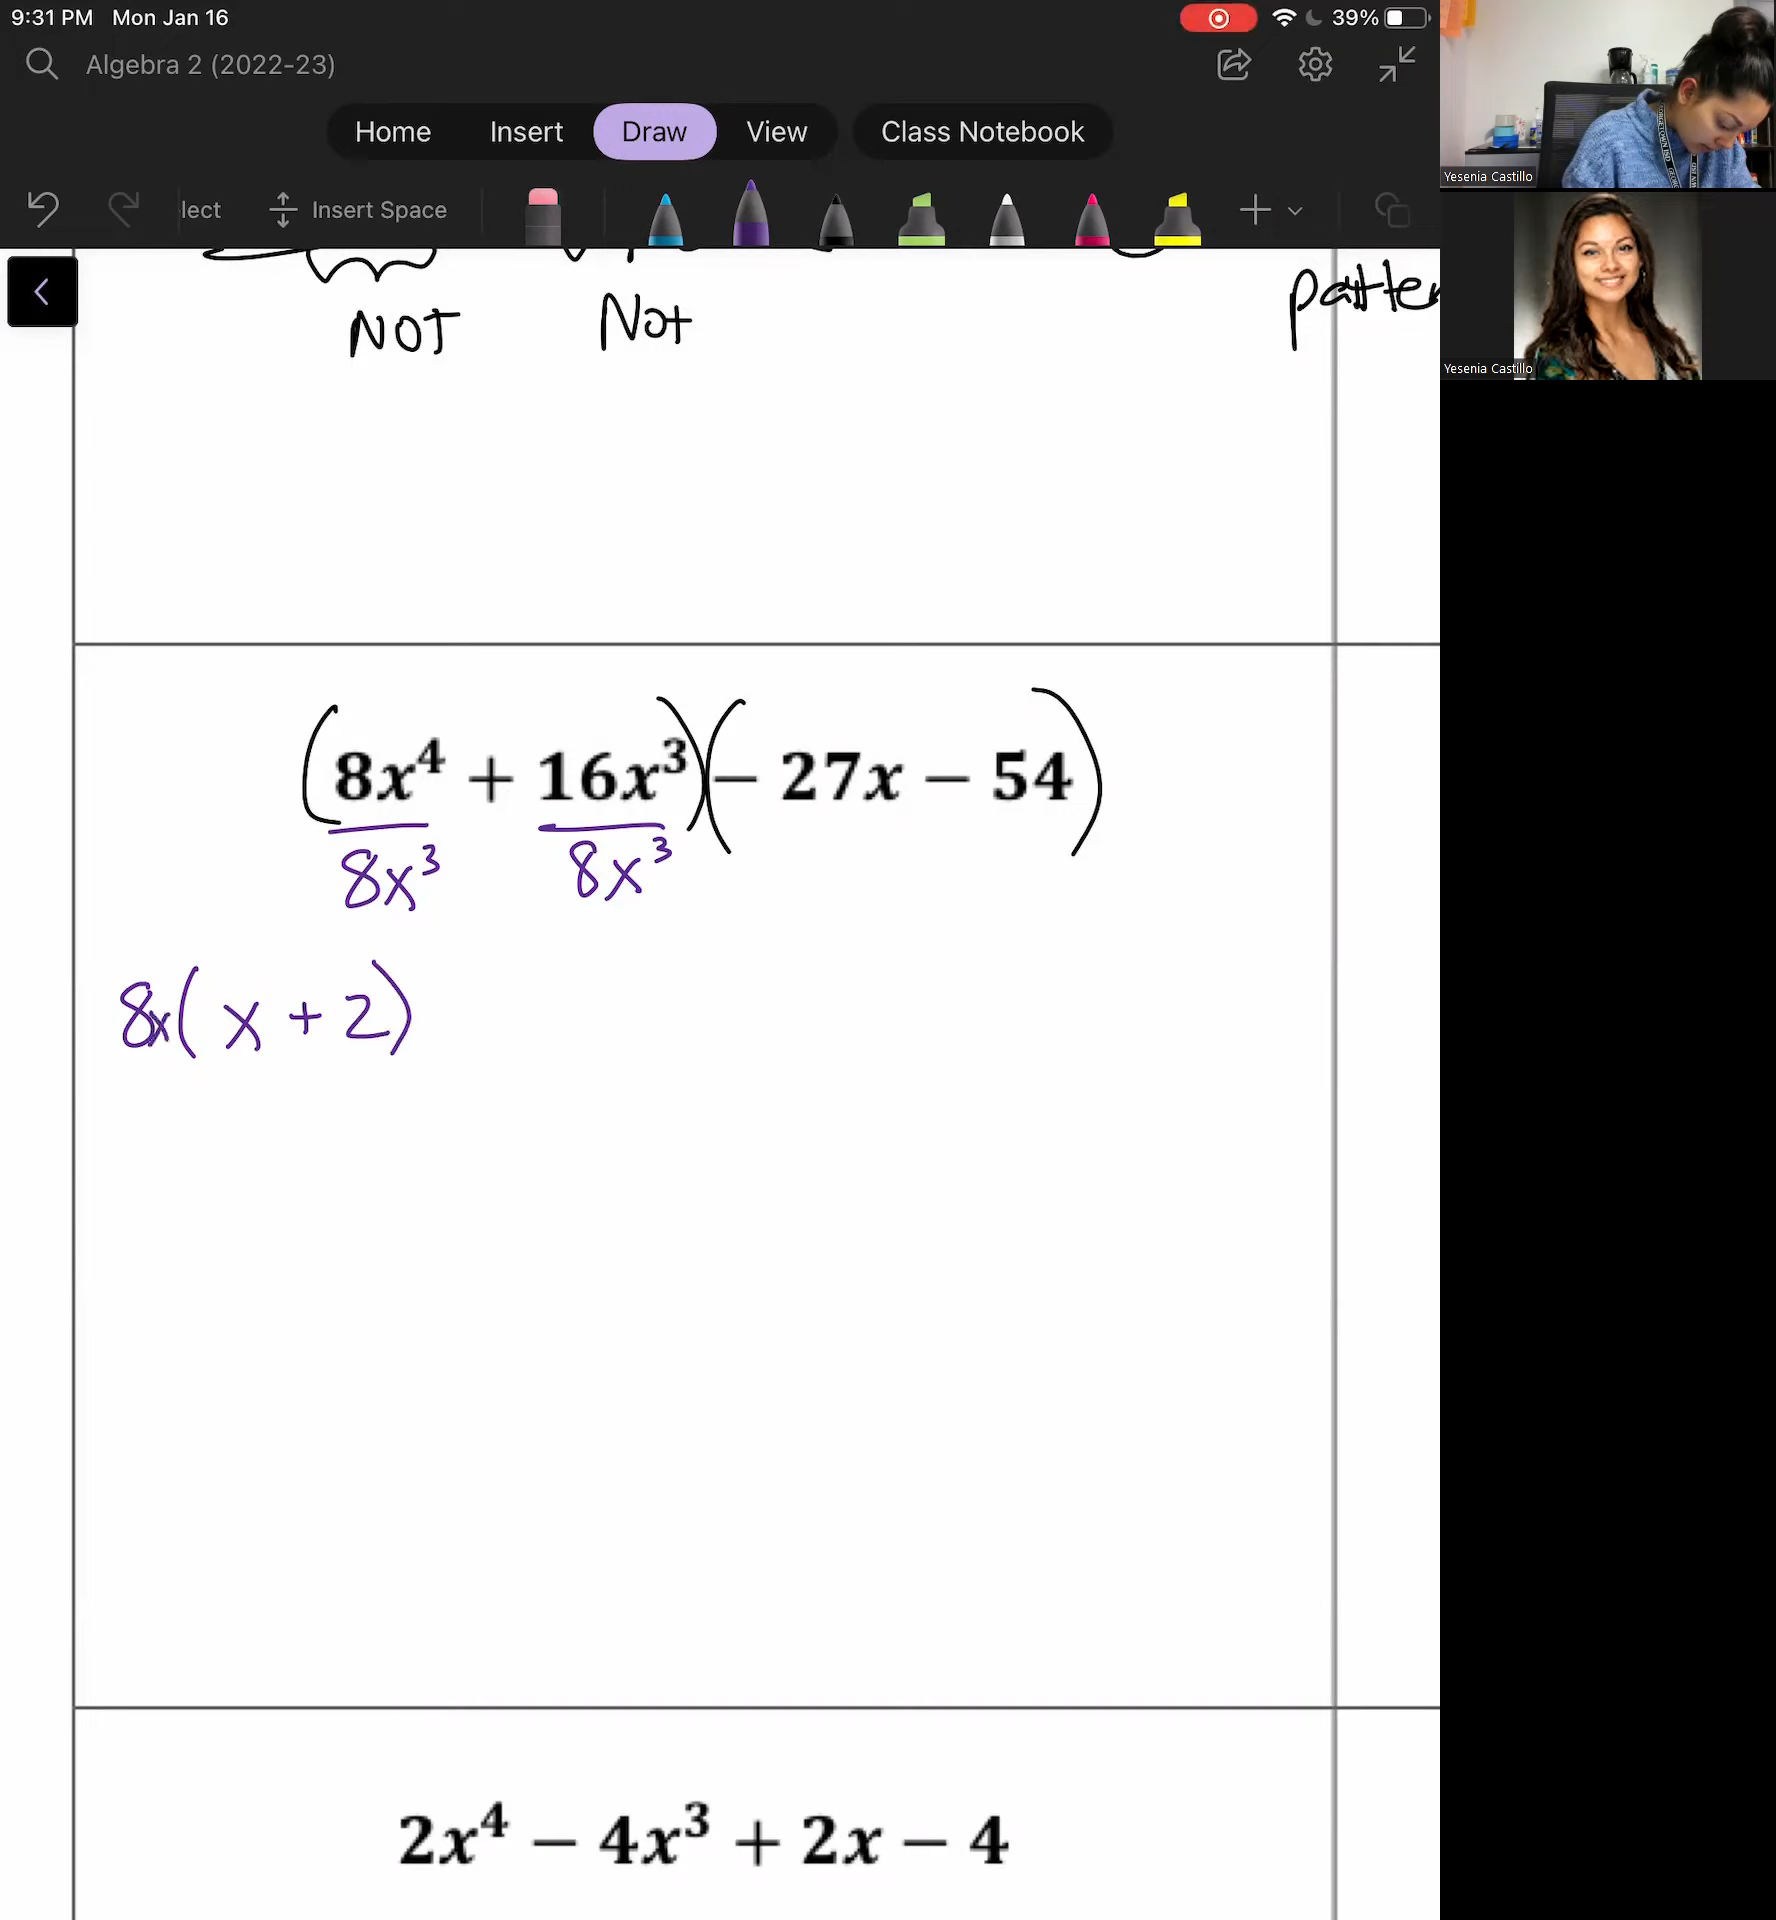 9:31 PM Mon Jan 16 39%
Algebra 2 (2022-23)
Home Insert Draw View Class Notebook
lect Insert Space
Yesenia Castillo
Yesenia Castillo
NOT Not patter
(8x⁴ + 16x³)(− 27x − 54)
8x³ 8x³
8x( x + 2)
2x⁴ − 4x³ + 2x − 4